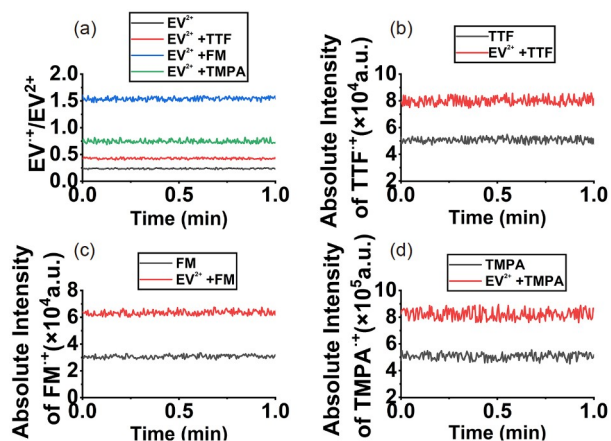 (a)
EV²⁺
EV²⁺ +TTF
EV²⁺ +FM
EV²⁺ +TMPA
EV·⁺/EV²⁺
2.0
1.5
1.0
0.5
0.0
0.0 0.5 1.0
Time (min)
(b)
TTF
EV²⁺ +TTF
Absolute Intensity
of TTF·⁺(×10⁴a.u.)
10
8
6
4
2
0.0 0.5 1.0
Time (min)
(c)
FM
EV²⁺ +FM
Absolute Intensity
of FM·⁺(×10⁴a.u.)
8
6
4
2
0
0.0 0.5 1.0
Time (min)
(d)
TMPA
EV²⁺ +TMPA
Absolute Intensity
of TMPA·⁺(×10⁵a.u.)
10
8
6
4
2
0.0 0.5 1.0
Time (min)